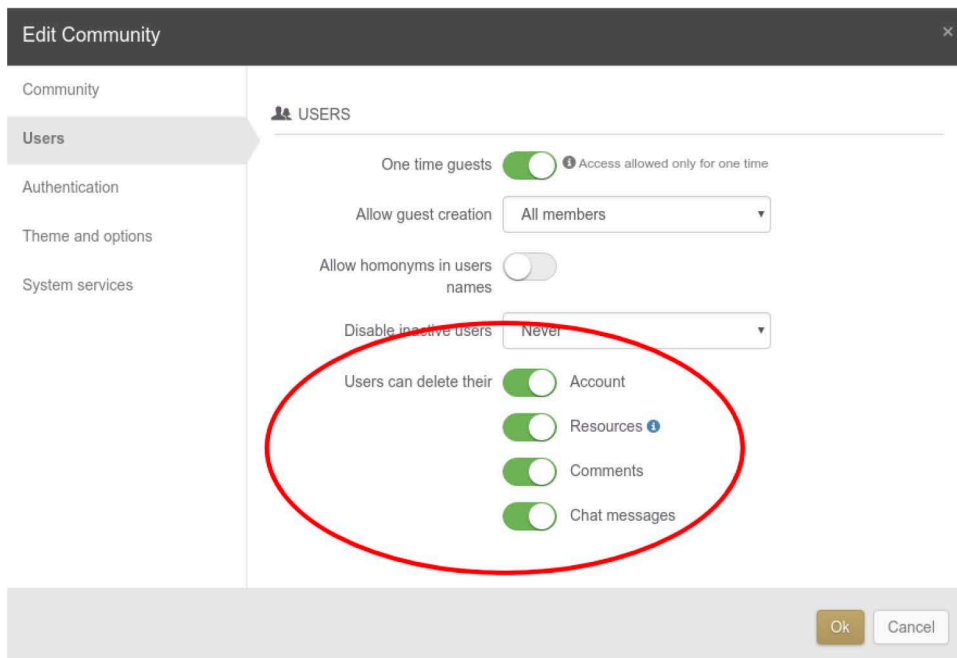 Edit Community
×
Community
Users
Authentication
Theme and options
System services
USERS
One time guests
Access allowed only for one time
Allow guest creation
All members
Allow homonyms in users
names
Disable inactive users
Never
Users can delete their
Account
Resources
Comments
Chat messages
Ok
Cancel